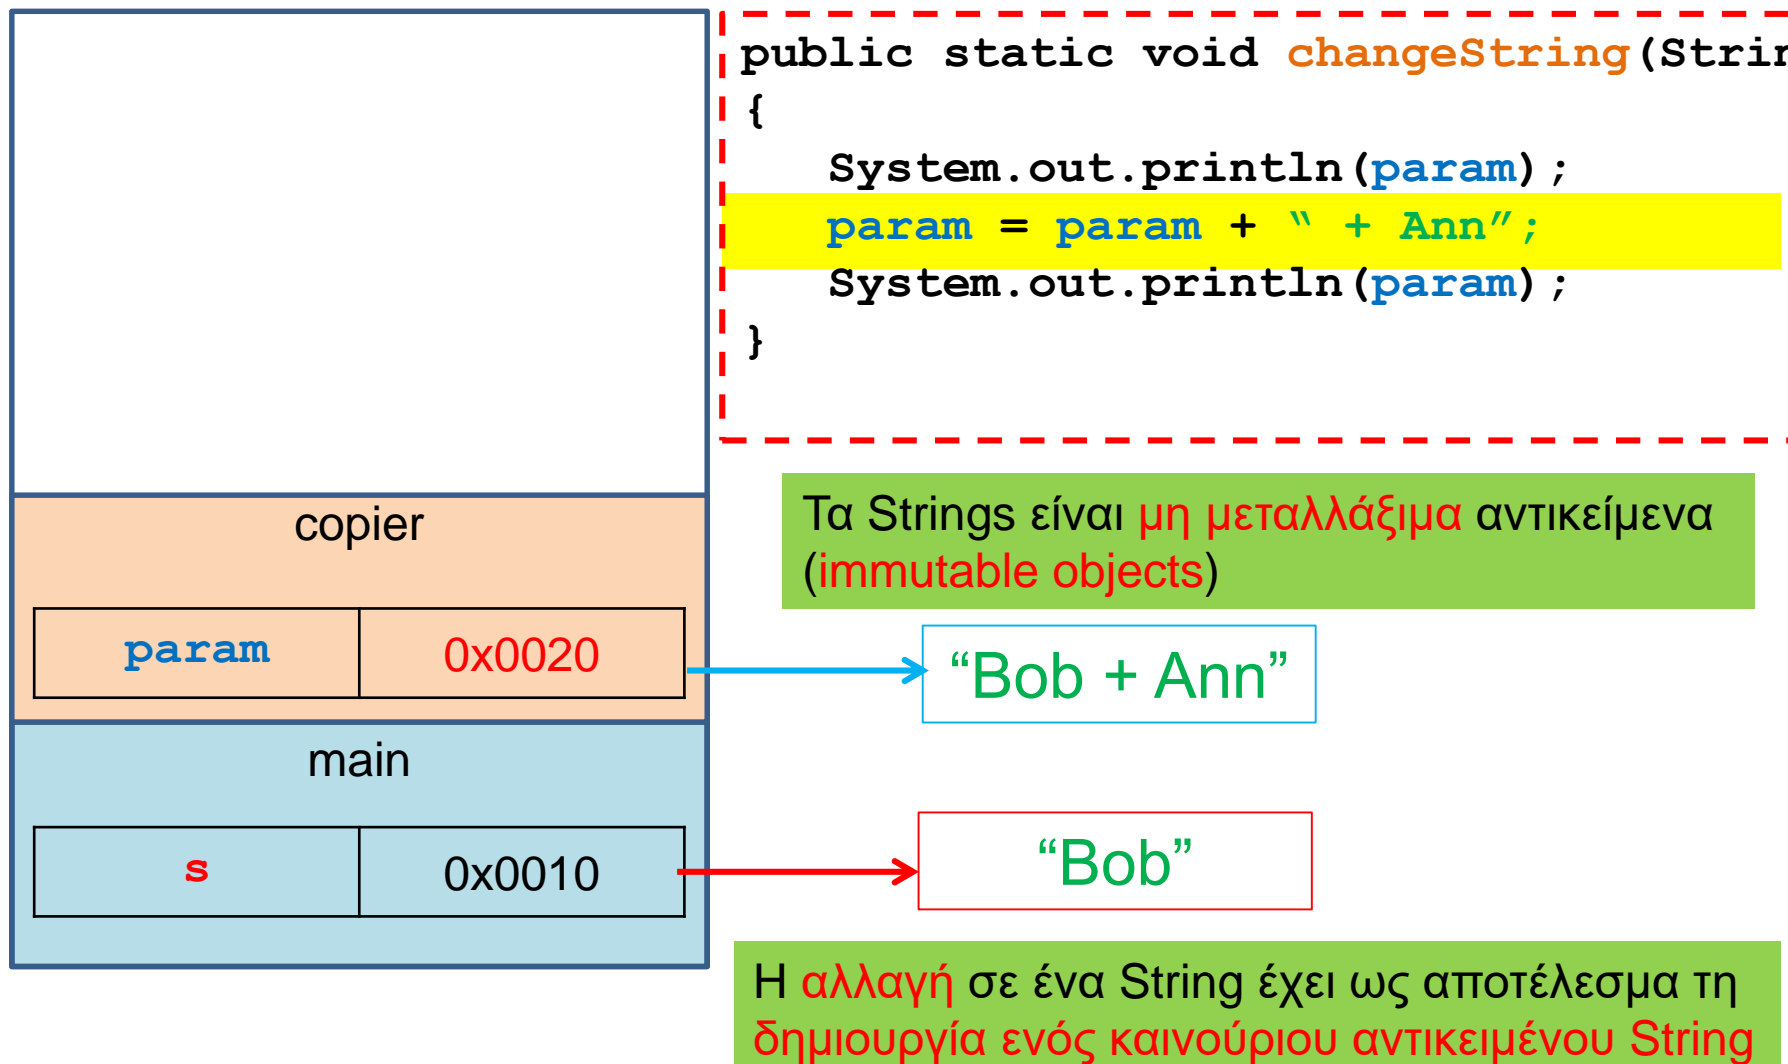 public static void changeString(Strin
{
System.out.println(param);
param = param + “ + Ann”;
System.out.println(param);
}
copier
param 0x0020
main
s 0x0010
Τα Strings είναι μη μεταλλάξιμα αντικείμενα
(immutable objects)
“Bob + Ann”
“Bob”
Η αλλαγή σε ένα String έχει ως αποτέλεσμα τη
δημιουργία ενός καινούριου αντικειμένου String